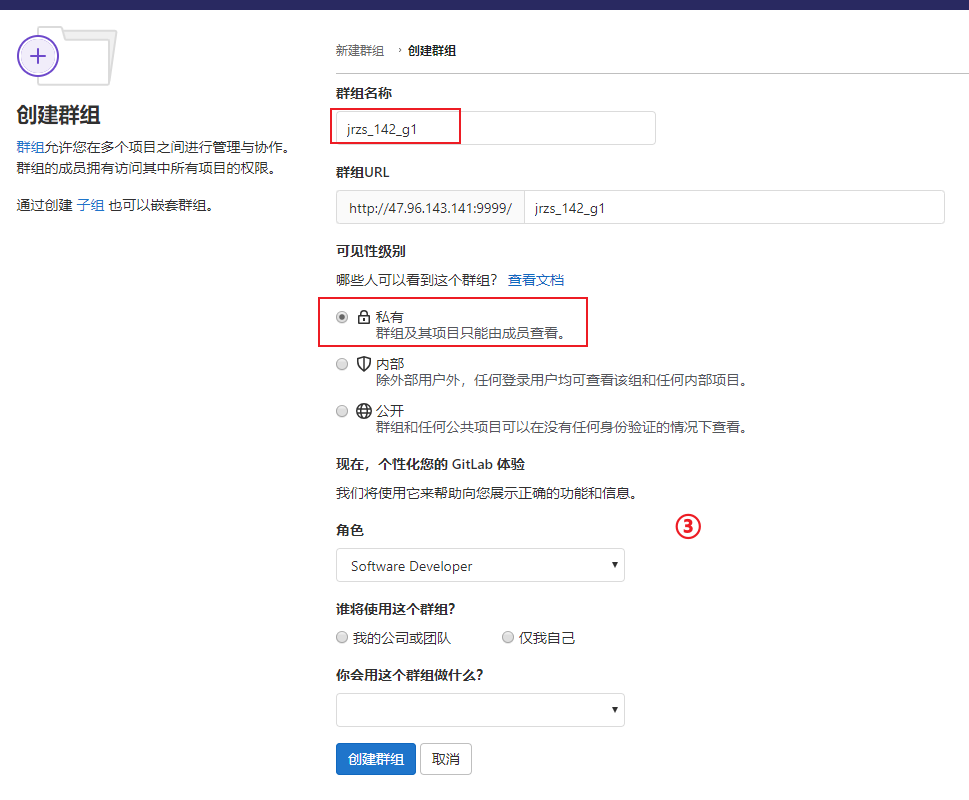 创建群组
群组允许您在多个项目之间进行管理与协作。
群组的成员拥有访问其中所有项目的权限。
通过创建 子组 也可以嵌套群组。
新建群组 › 创建群组
群组名称
jrzs_142_g1
群组URL
http://47.96.143.141:9999/ jrzs_142_g1
可见性级别
哪些人可以看到这个群组？ 查看文档
私有
群组及其项目只能由成员查看。
内部
除外部用户外，任何登录用户均可查看该组和任何内部项目。
公开
群组和任何公共项目可以在没有任何身份验证的情况下查看。
现在，个性化您的 GitLab 体验
我们将使用它来帮助向您展示正确的功能和信息。
③
角色
Software Developer
谁将使用这个群组？
我的公司或团队 仅我自己
你会用这个群组做什么？
创建群组 取消